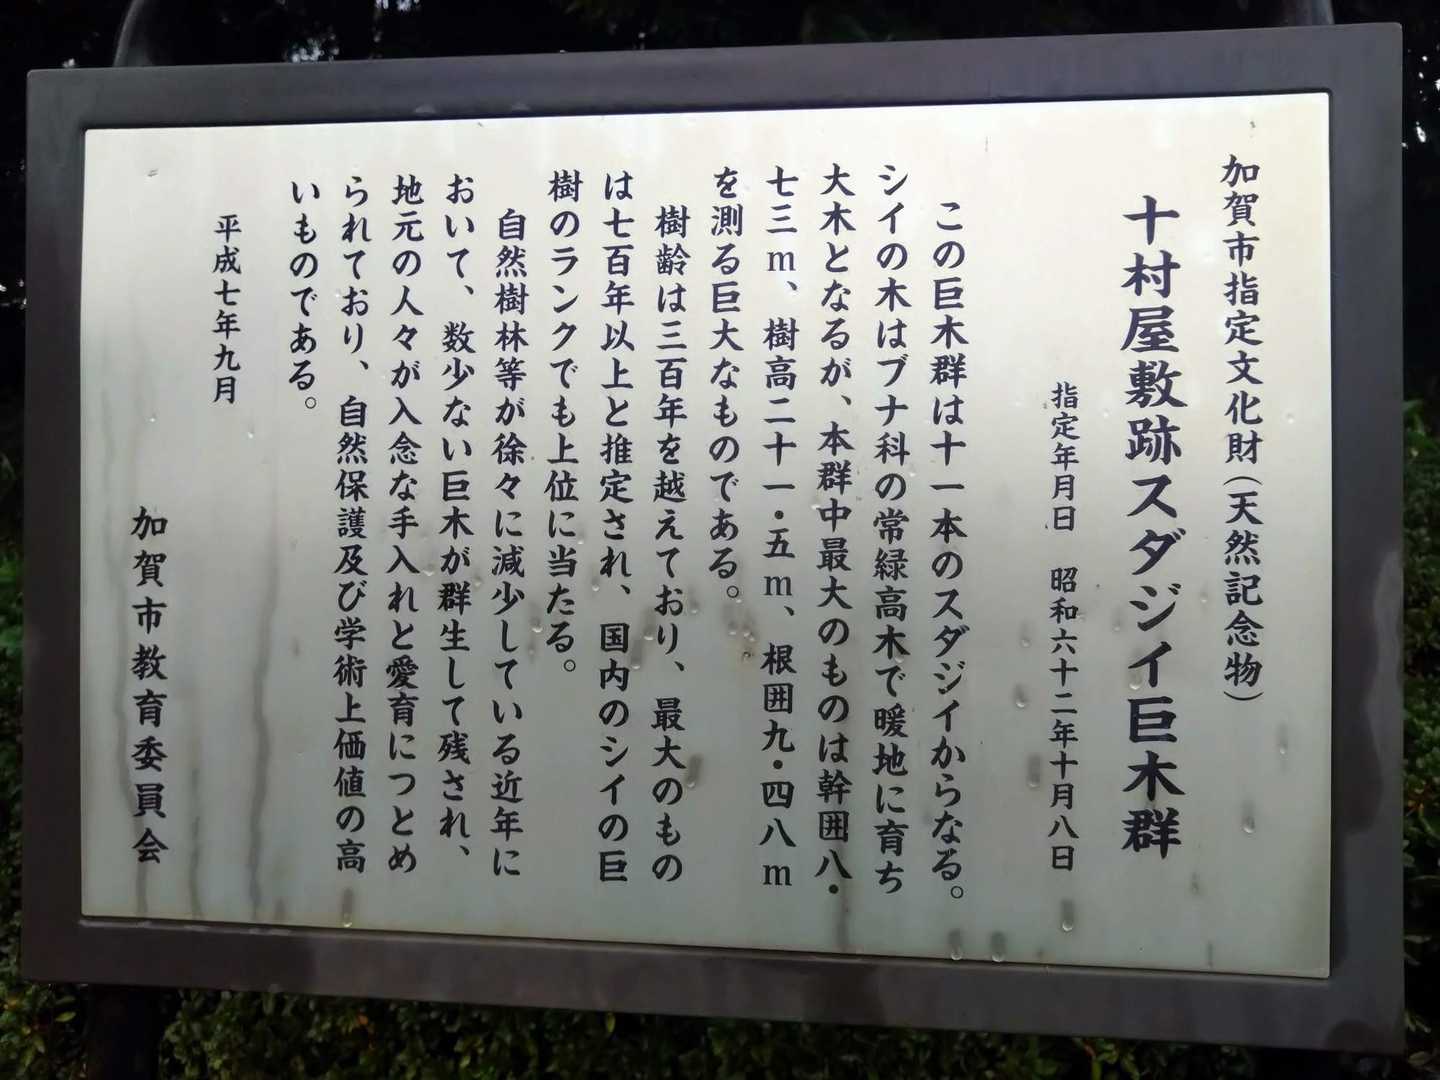 加賀市指定文化財（天然記念物）
十村屋敷跡スダジイ巨木群
指定年月日　昭和六十二年十月八日
この巨木群は十一本のスダジイからなる。
シイの木はブナ科の常緑高木で暖地に育ち
大木となるが、本群中最大のものは幹囲八・
七三ｍ、樹高二十一・五ｍ、根囲九・四八ｍ
を測る巨大なものである。
樹齢は三百年を越えており、最大のもの
は七百年以上と推定され、国内のシイの巨
樹のランクでも上位に当たる。
自然樹林等が徐々に減少している近年に
おいて、数少ない巨木が群生して残され、
地元の人々が入念な手入れと愛育につとめ
られており、自然保護及び学術上価値の高
いものである。
平成七年九月
加賀市教育委員会